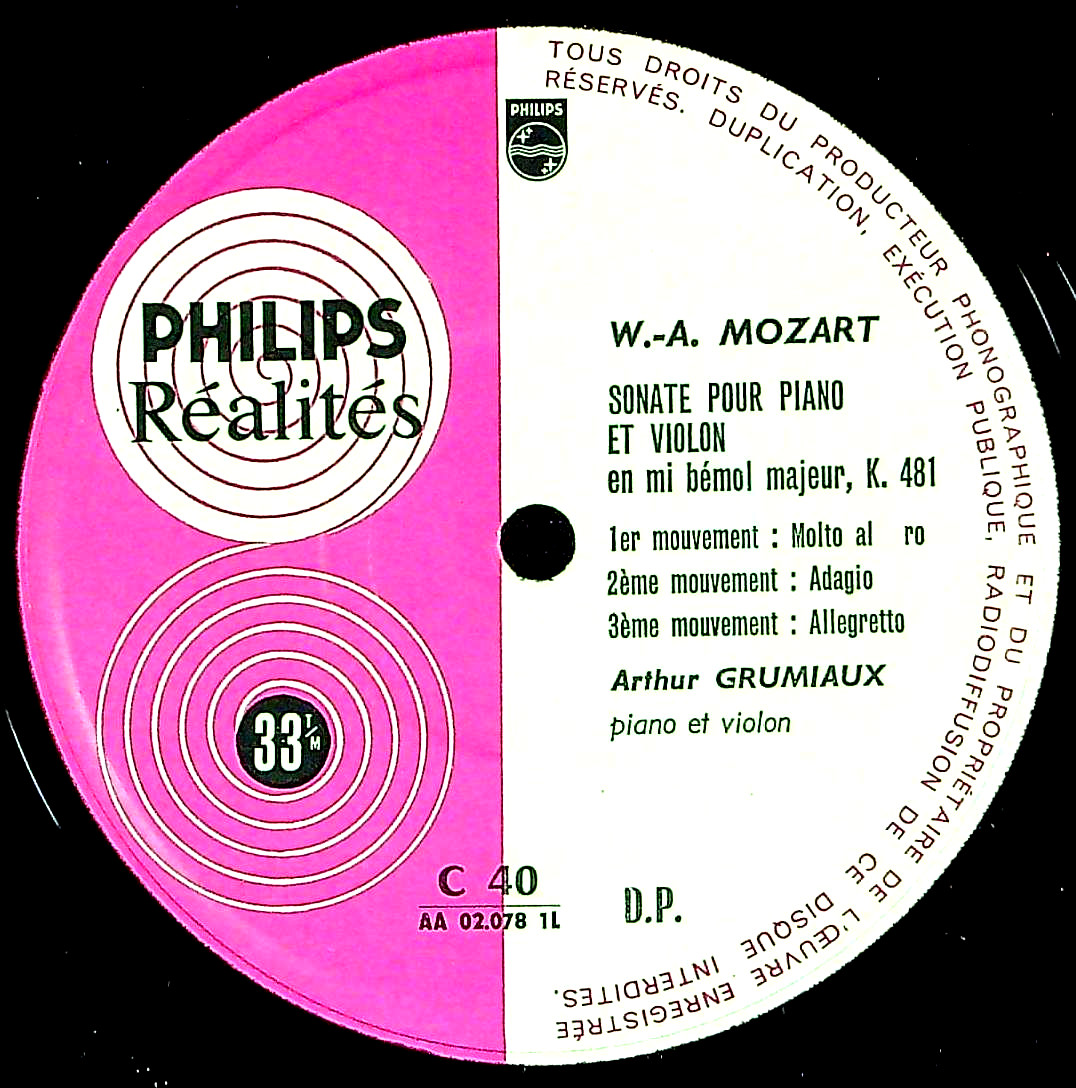 TOUS DROITS DU PRODUCTEUR PHONOGRAPHIQUE ET DU PROPRIÉTAIRE DE L'ŒUVRE ENREGISTRÉE
RÉSERVÉS. DUPLICATION, EXÉCUTION PUBLIQUE, RADIODIFFUSION DE CE DISQUE INTERDITES.
PHILIPS
PHILIPS
Réalités
W.-A. MOZART
SONATE POUR PIANO
ET VIOLON
en mi bémol majeur, K. 481
1er mouvement : Molto al ro
2ème mouvement : Adagio
3ème mouvement : Allegretto
Arthur GRUMIAUX
piano et violon
33 T/M
C 40
AA 02.078 1L
D.P.